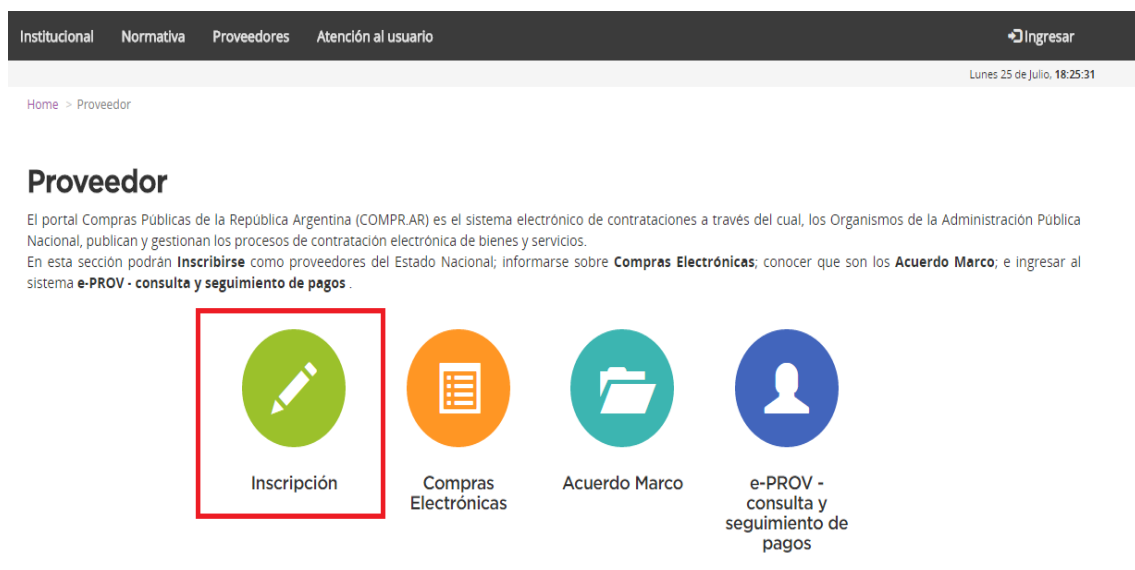 Institucional Normativa Proveedores Atención al usuario Ingresar
Lunes 25 de Julio, 18:25:31
Home > Proveedor
Proveedor
El portal Compras Públicas de la República Argentina (COMPR.AR) es el sistema electrónico de contrataciones a través del cual, los Organismos de la Administración Pública
Nacional, publican y gestionan los procesos de contratación electrónica de bienes y servicios.
En esta sección podrán Inscribirse como proveedores del Estado Nacional; informarse sobre Compras Electrónicas; conocer que son los Acuerdo Marco; e ingresar al
sistema e-PROV - consulta y seguimiento de pagos .
Inscripción
Compras
Electrónicas
Acuerdo Marco
e-PROV -
consulta y
seguimiento de
pagos